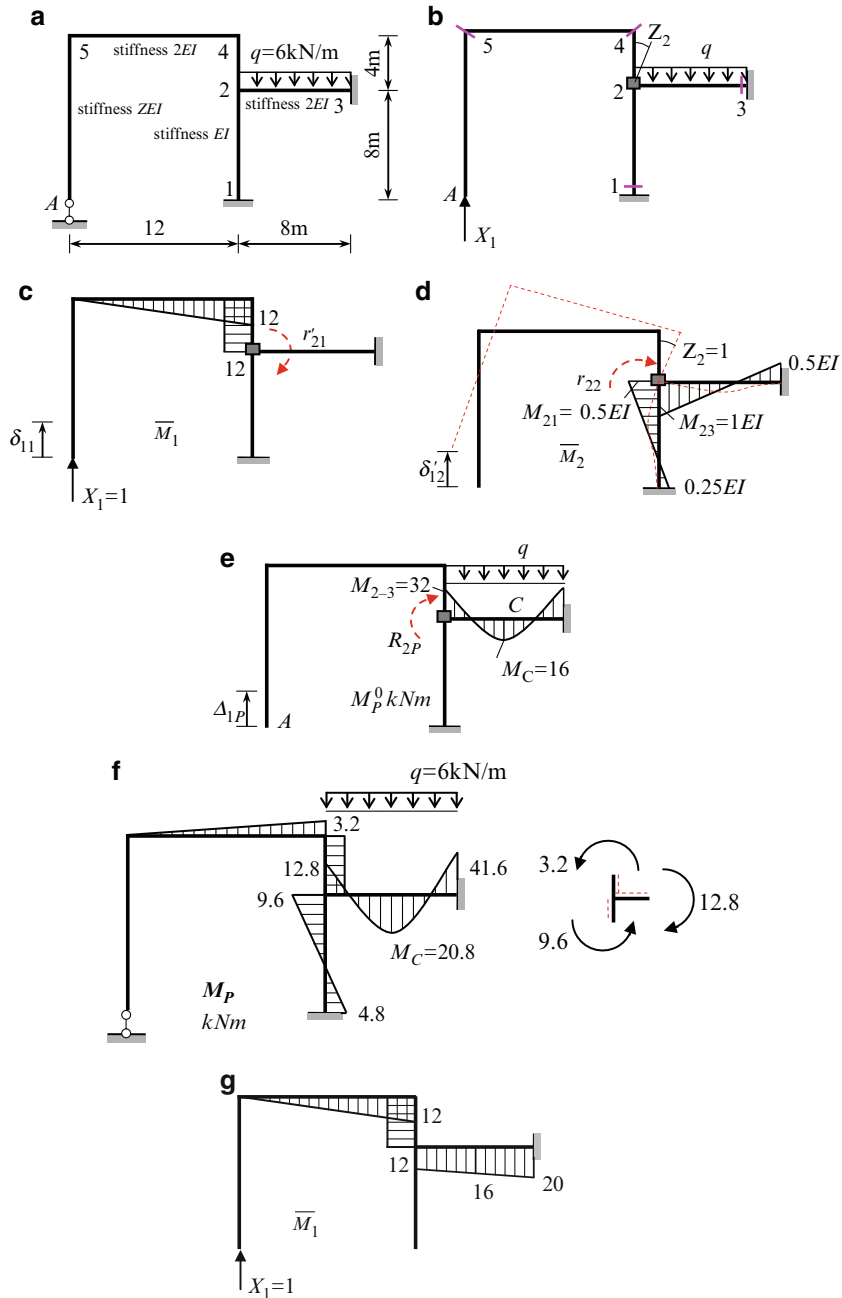 a
5
stiffness 2EI
4
q=6kN/m
4m
2
stiffness 2EI
3
stiffness ZEI
stiffness EI
8m
1
A
12
8m
b
5
4
Z₂
q
2
3
1
A
X₁
c
12
r'₂₁
12
δ₁₁
M̄₁
X₁=1
d
Z₂=1
0.5EI
r₂₂
M₂₁= 0.5EI
M₂₃=1EI
δ'₁₂
M̄₂
0.25EI
e
q
M₂₋₃=32
C
R₂P
M_C=16
Δ₁P
M⁰_P kNm
A
f
q=6kN/m
3.2
12.8
41.6
9.6
M_C=20.8
M_P
kNm
4.8
3.2
12.8
9.6
g
12
12
16
20
M̄₁
X₁=1